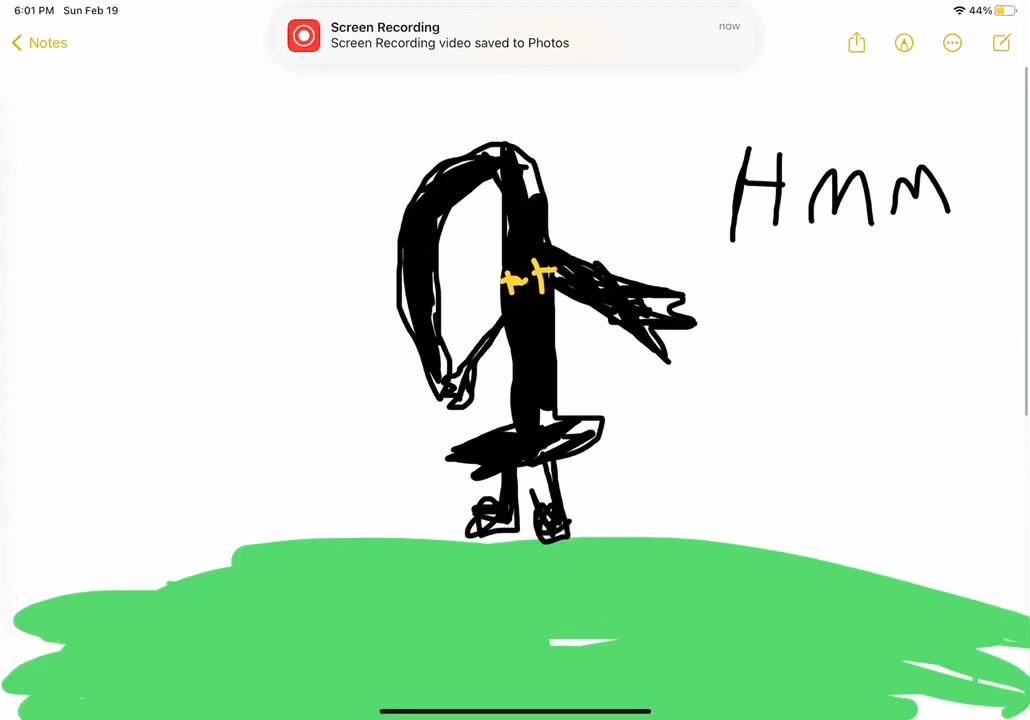 6:01 PM Sun Feb 19
44%
Screen Recording
now
Screen Recording video saved to Photos
Notes
HMM